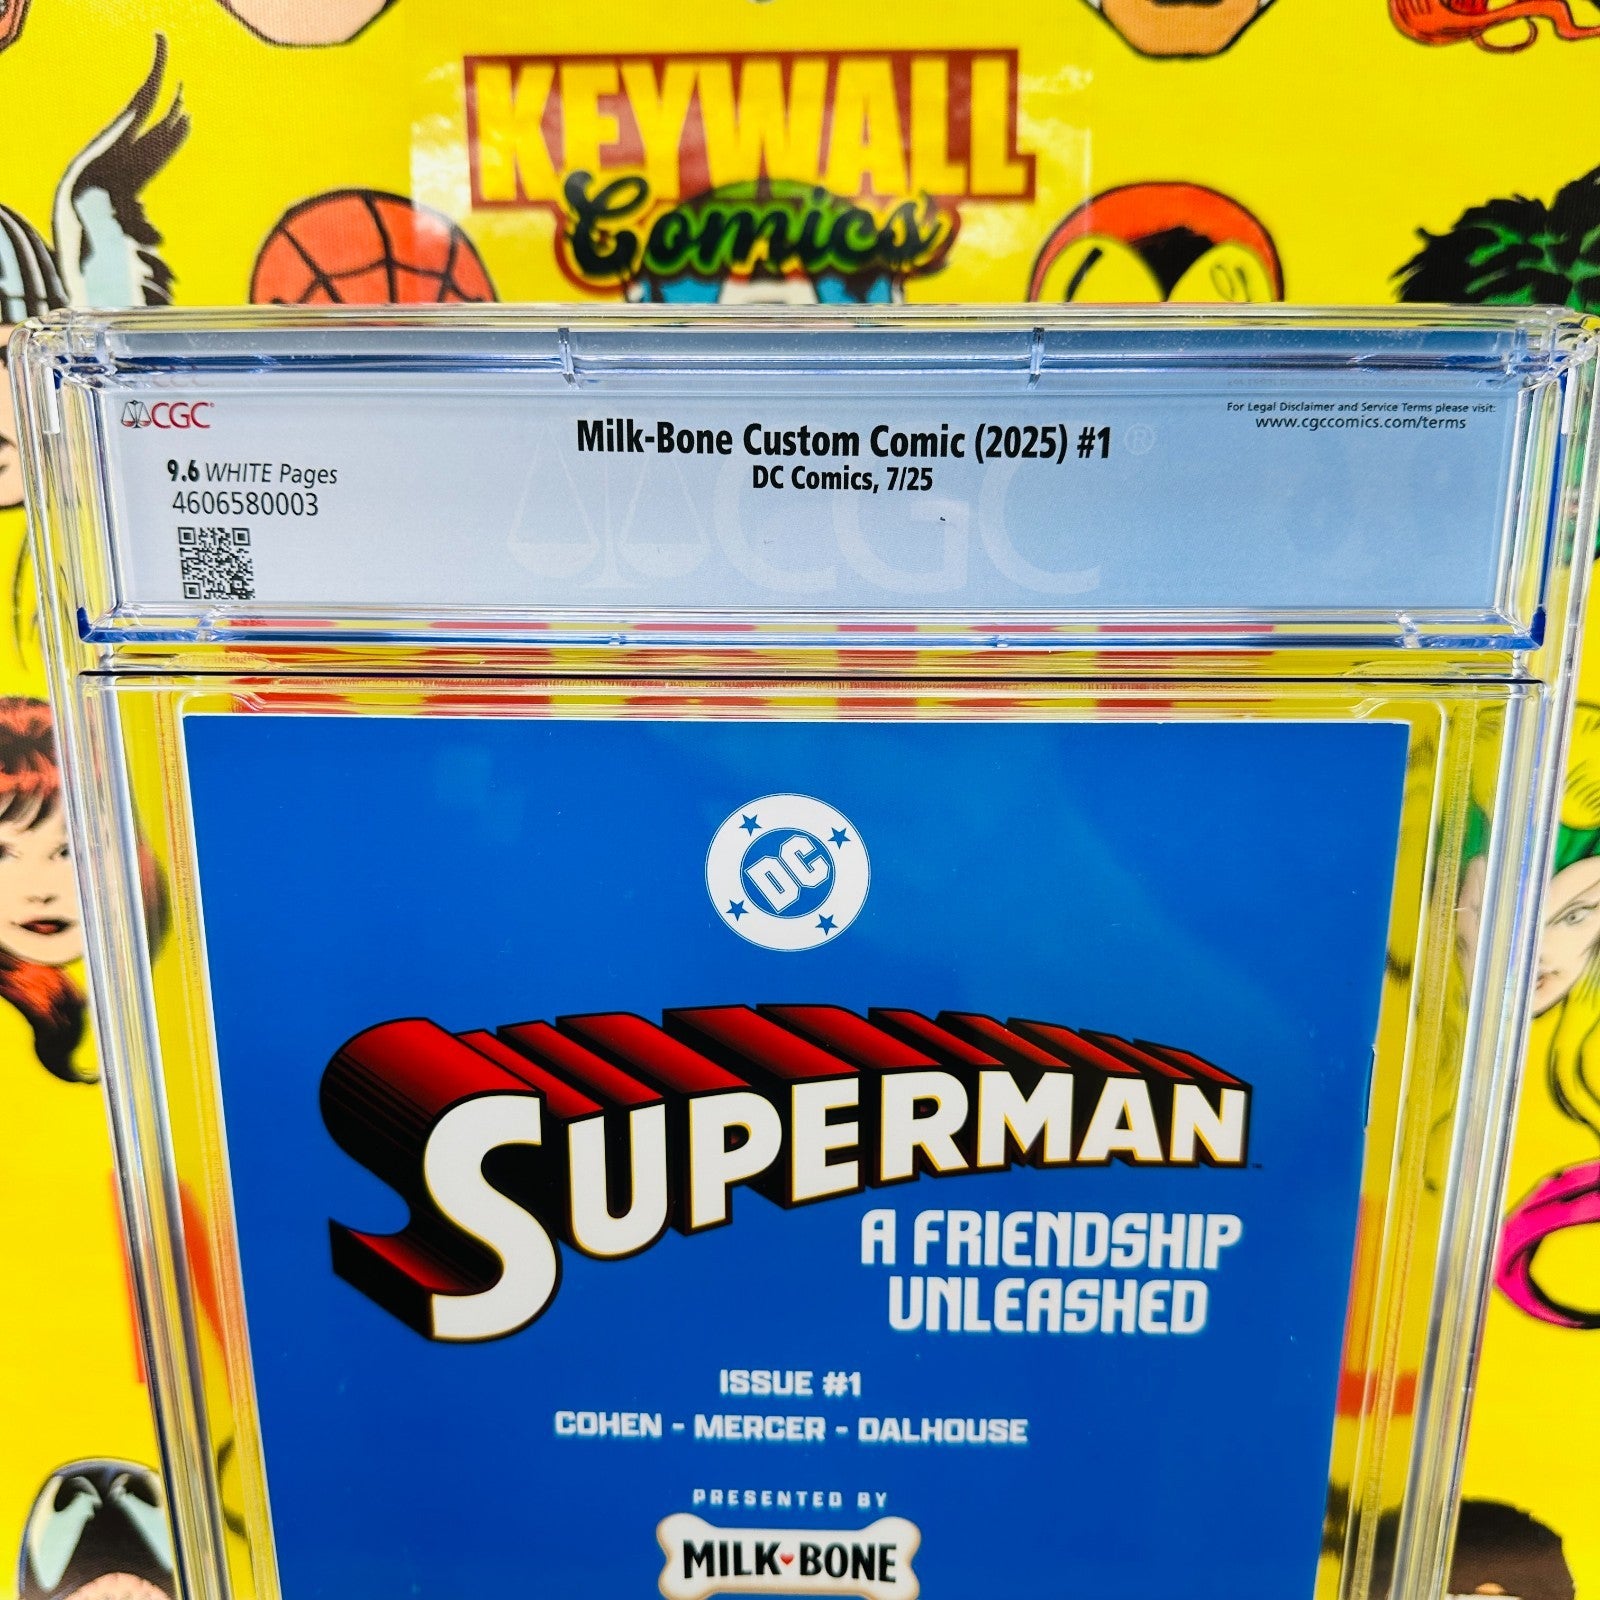 KEYWALL
Comics
CGC
Milk-Bone Custom Comic (2025) #1
DC Comics, 7/25
For Legal Disclaimer and Service Terms please visit:
www.cgccomics.com/terms
9.6 WHITE Pages
4606580003
CGC
DC
SUPERMAN
A FRIENDSHIP
UNLEASHED
ISSUE #1
COHEN - MERCER - DALHOUSE
PRESENTED BY
MILK BONE